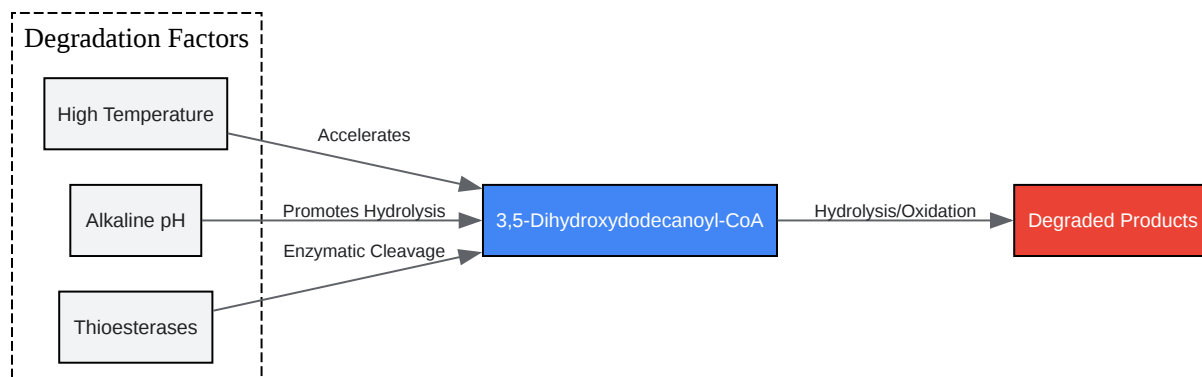 Degradation Factors
High Temperature
Accelerates
Alkaline pH
Promotes Hydrolysis
3,5-Dihydroxydodecanoyl-CoA
Hydrolysis/Oxidation
Degraded Products
Enzymatic Cleavage
Thioesterases